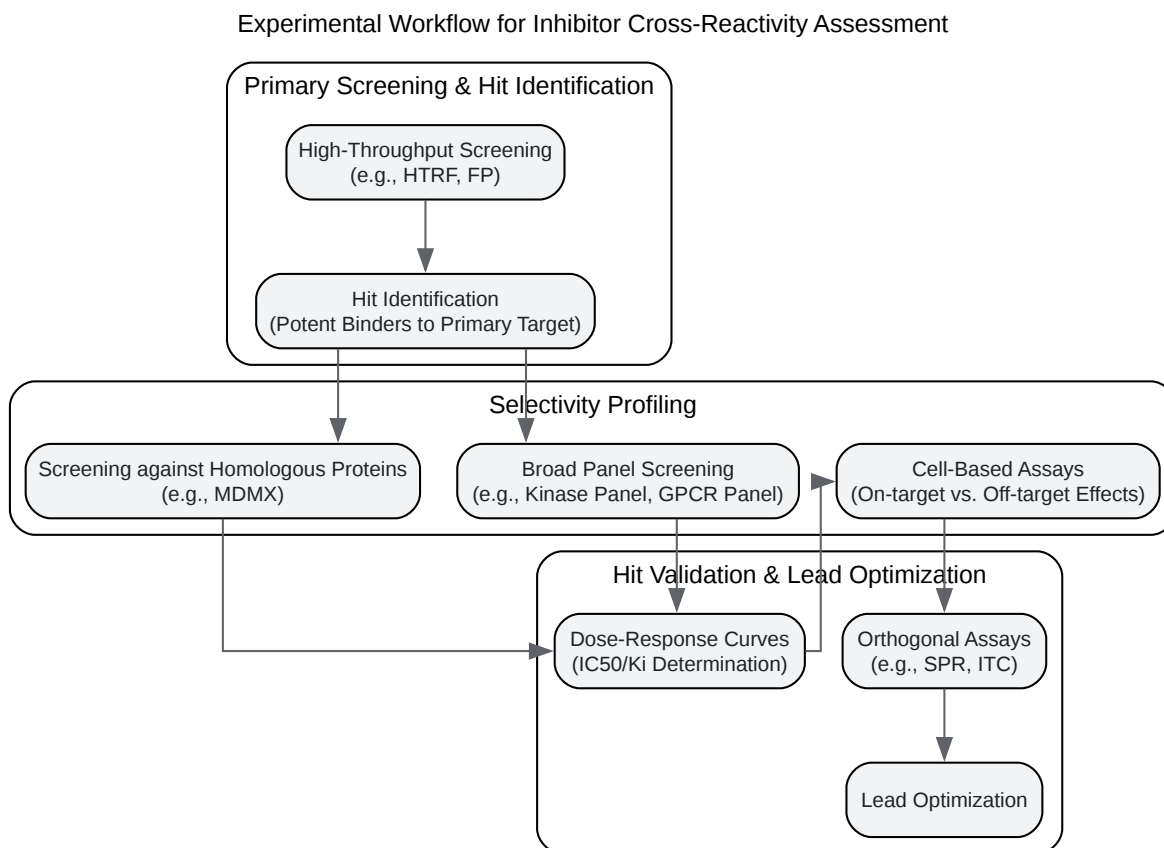 Experimental Workflow for Inhibitor Cross-Reactivity Assessment
Primary Screening & Hit Identification
High-Throughput Screening
(e.g., HTRF, FP)
Hit Identification
(Potent Binders to Primary Target)
Selectivity Profiling
Screening against Homologous Proteins
(e.g., MDMX)
Broad Panel Screening
(e.g., Kinase Panel, GPCR Panel)
Cell-Based Assays
(On-target vs. Off-target Effects)
Hit Validation & Lead Optimization
Dose-Response Curves
(IC50/Ki Determination)
Orthogonal Assays
(e.g., SPR, ITC)
Lead Optimization